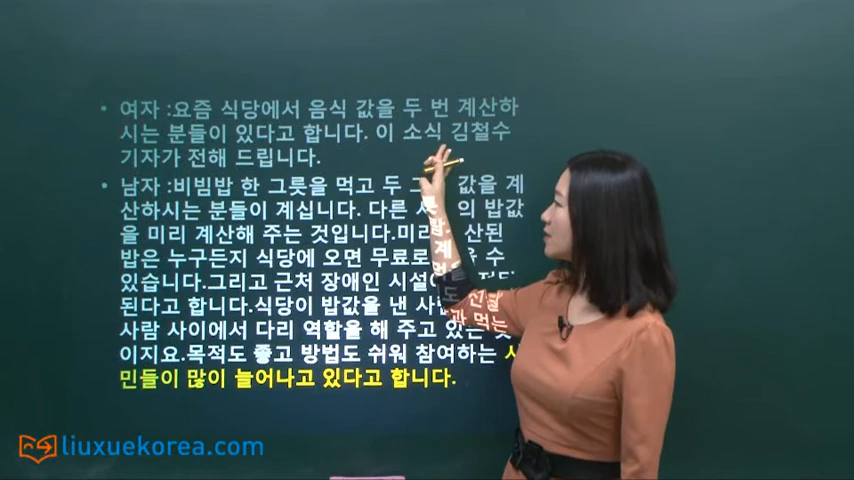 • 여자 :요즘 식당에서 음식 값을 두 번 계산하
시는 분들이 있다고 합니다. 이 소식 김철수
기자가 전해 드립니다.
• 남자 :비빔밥 한 그릇을 먹고 두 그 값을 계
산하시는 분들이 계십니다. 다른 의 밥값
을 미리 계산해 주는 것입니다.미리 산된
밥은 누구든지 식당에 오면 무료로 수
있습니다.그리고 근처 장애인 시설
된다고 합니다.식당이 밥값을 낸 먹는
사람 사이에서 다리 역할을 해 주고 있는
이지요.목적도 좋고 방법도 쉬워 참여하는
민들이 많이 늘어나고 있다고 합니다.
liuxuekorea.com